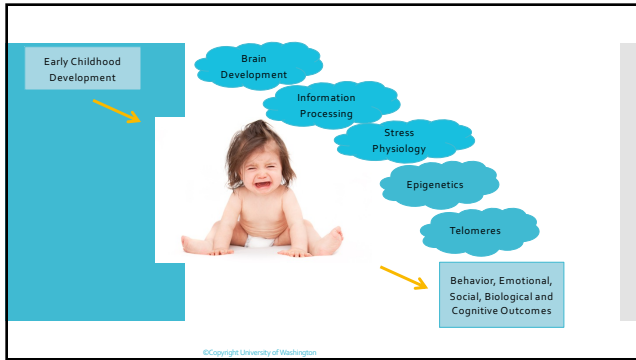 Early Childhood
Development
Brain
Development
Information
Processing
Stress
Physiology
Epigenetics
Telomeres
Behavior, Emotional,
Social, Biological and
Cognitive Outcomes
©Copyright University of Washington